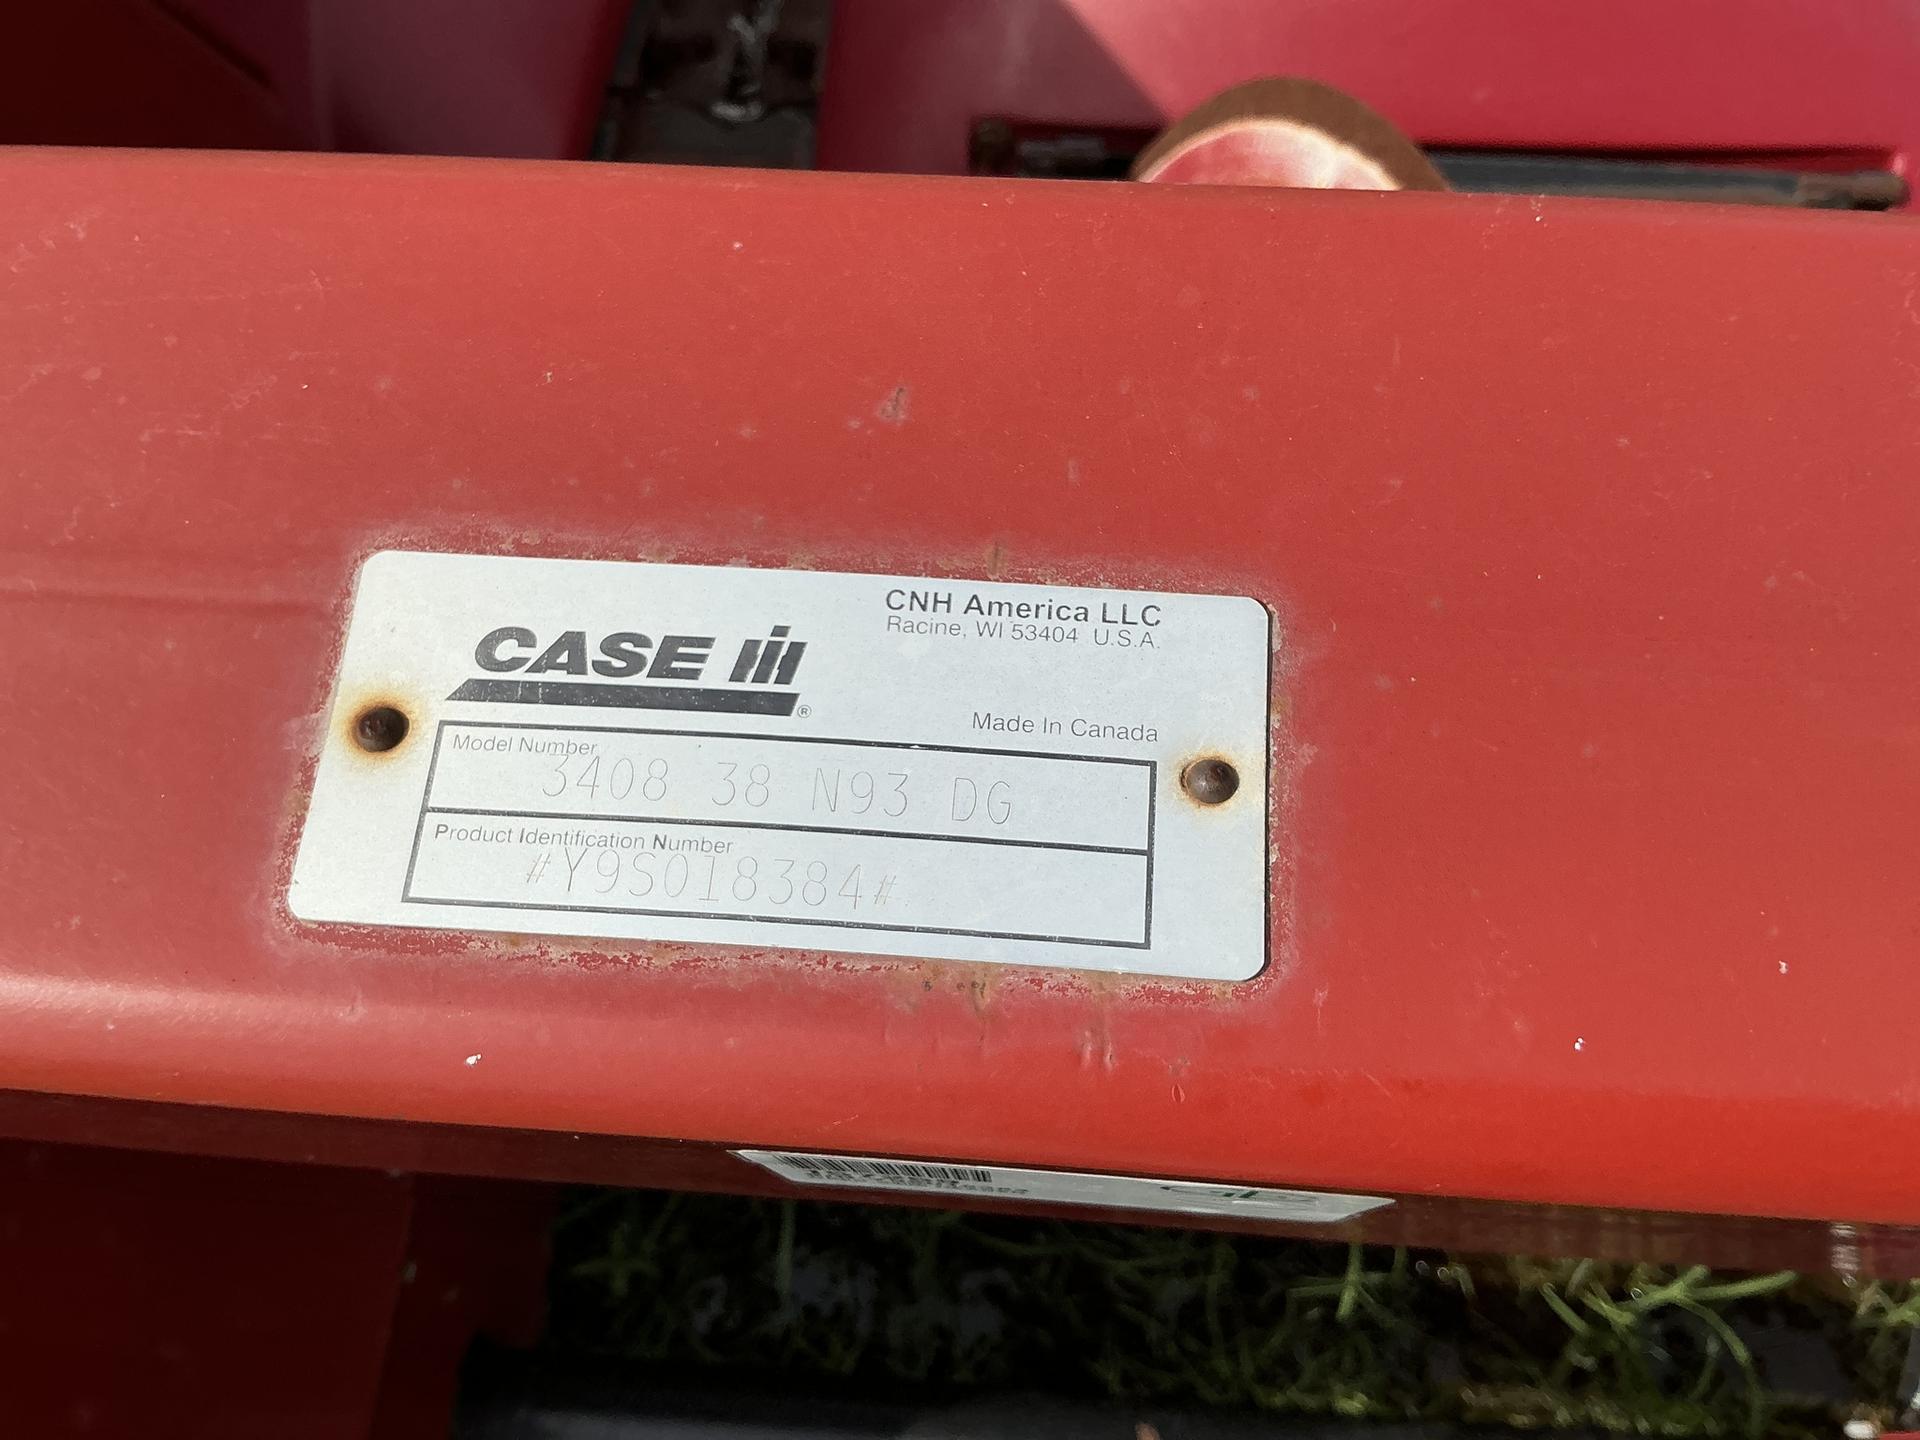 CNH America LLC
Racine, WI 53404 U.S.A.
CASE IH
®
Made In Canada
Model Number
3408 38 N93 DG
Product Identification Number
#Y9S018384#